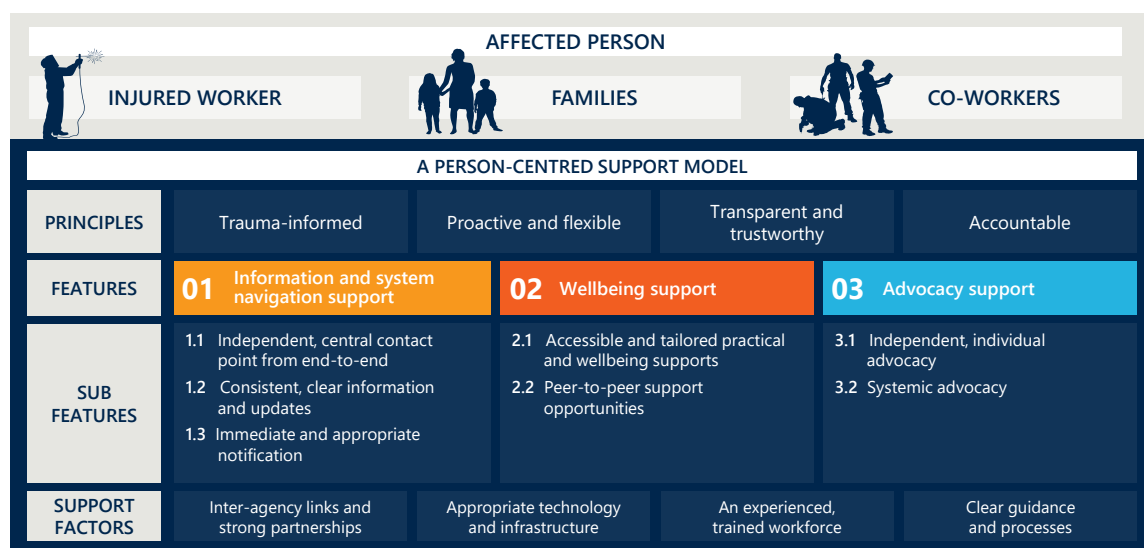 AFFECTED PERSON
INJURED WORKER
FAMILIES
CO-WORKERS
A PERSON-CENTRED SUPPORT MODEL
PRINCIPLES
Trauma-informed
Proactive and flexible
Transparent and
trustworthy
Accountable
FEATURES
01 Information and system
navigation support
02 Wellbeing support
03 Advocacy support
SUB
FEATURES
1.1 Independent, central contact
point from end-to-end
1.2 Consistent, clear information
and updates
1.3 Immediate and appropriate
notification
2.1 Accessible and tailored practical
and wellbeing supports
2.2 Peer-to-peer support
opportunities
3.1 Independent, individual
advocacy
3.2 Systemic advocacy
SUPPORT
FACTORS
Inter-agency links and
strong partnerships
Appropriate technology
and infrastructure
An experienced,
trained workforce
Clear guidance
and processes